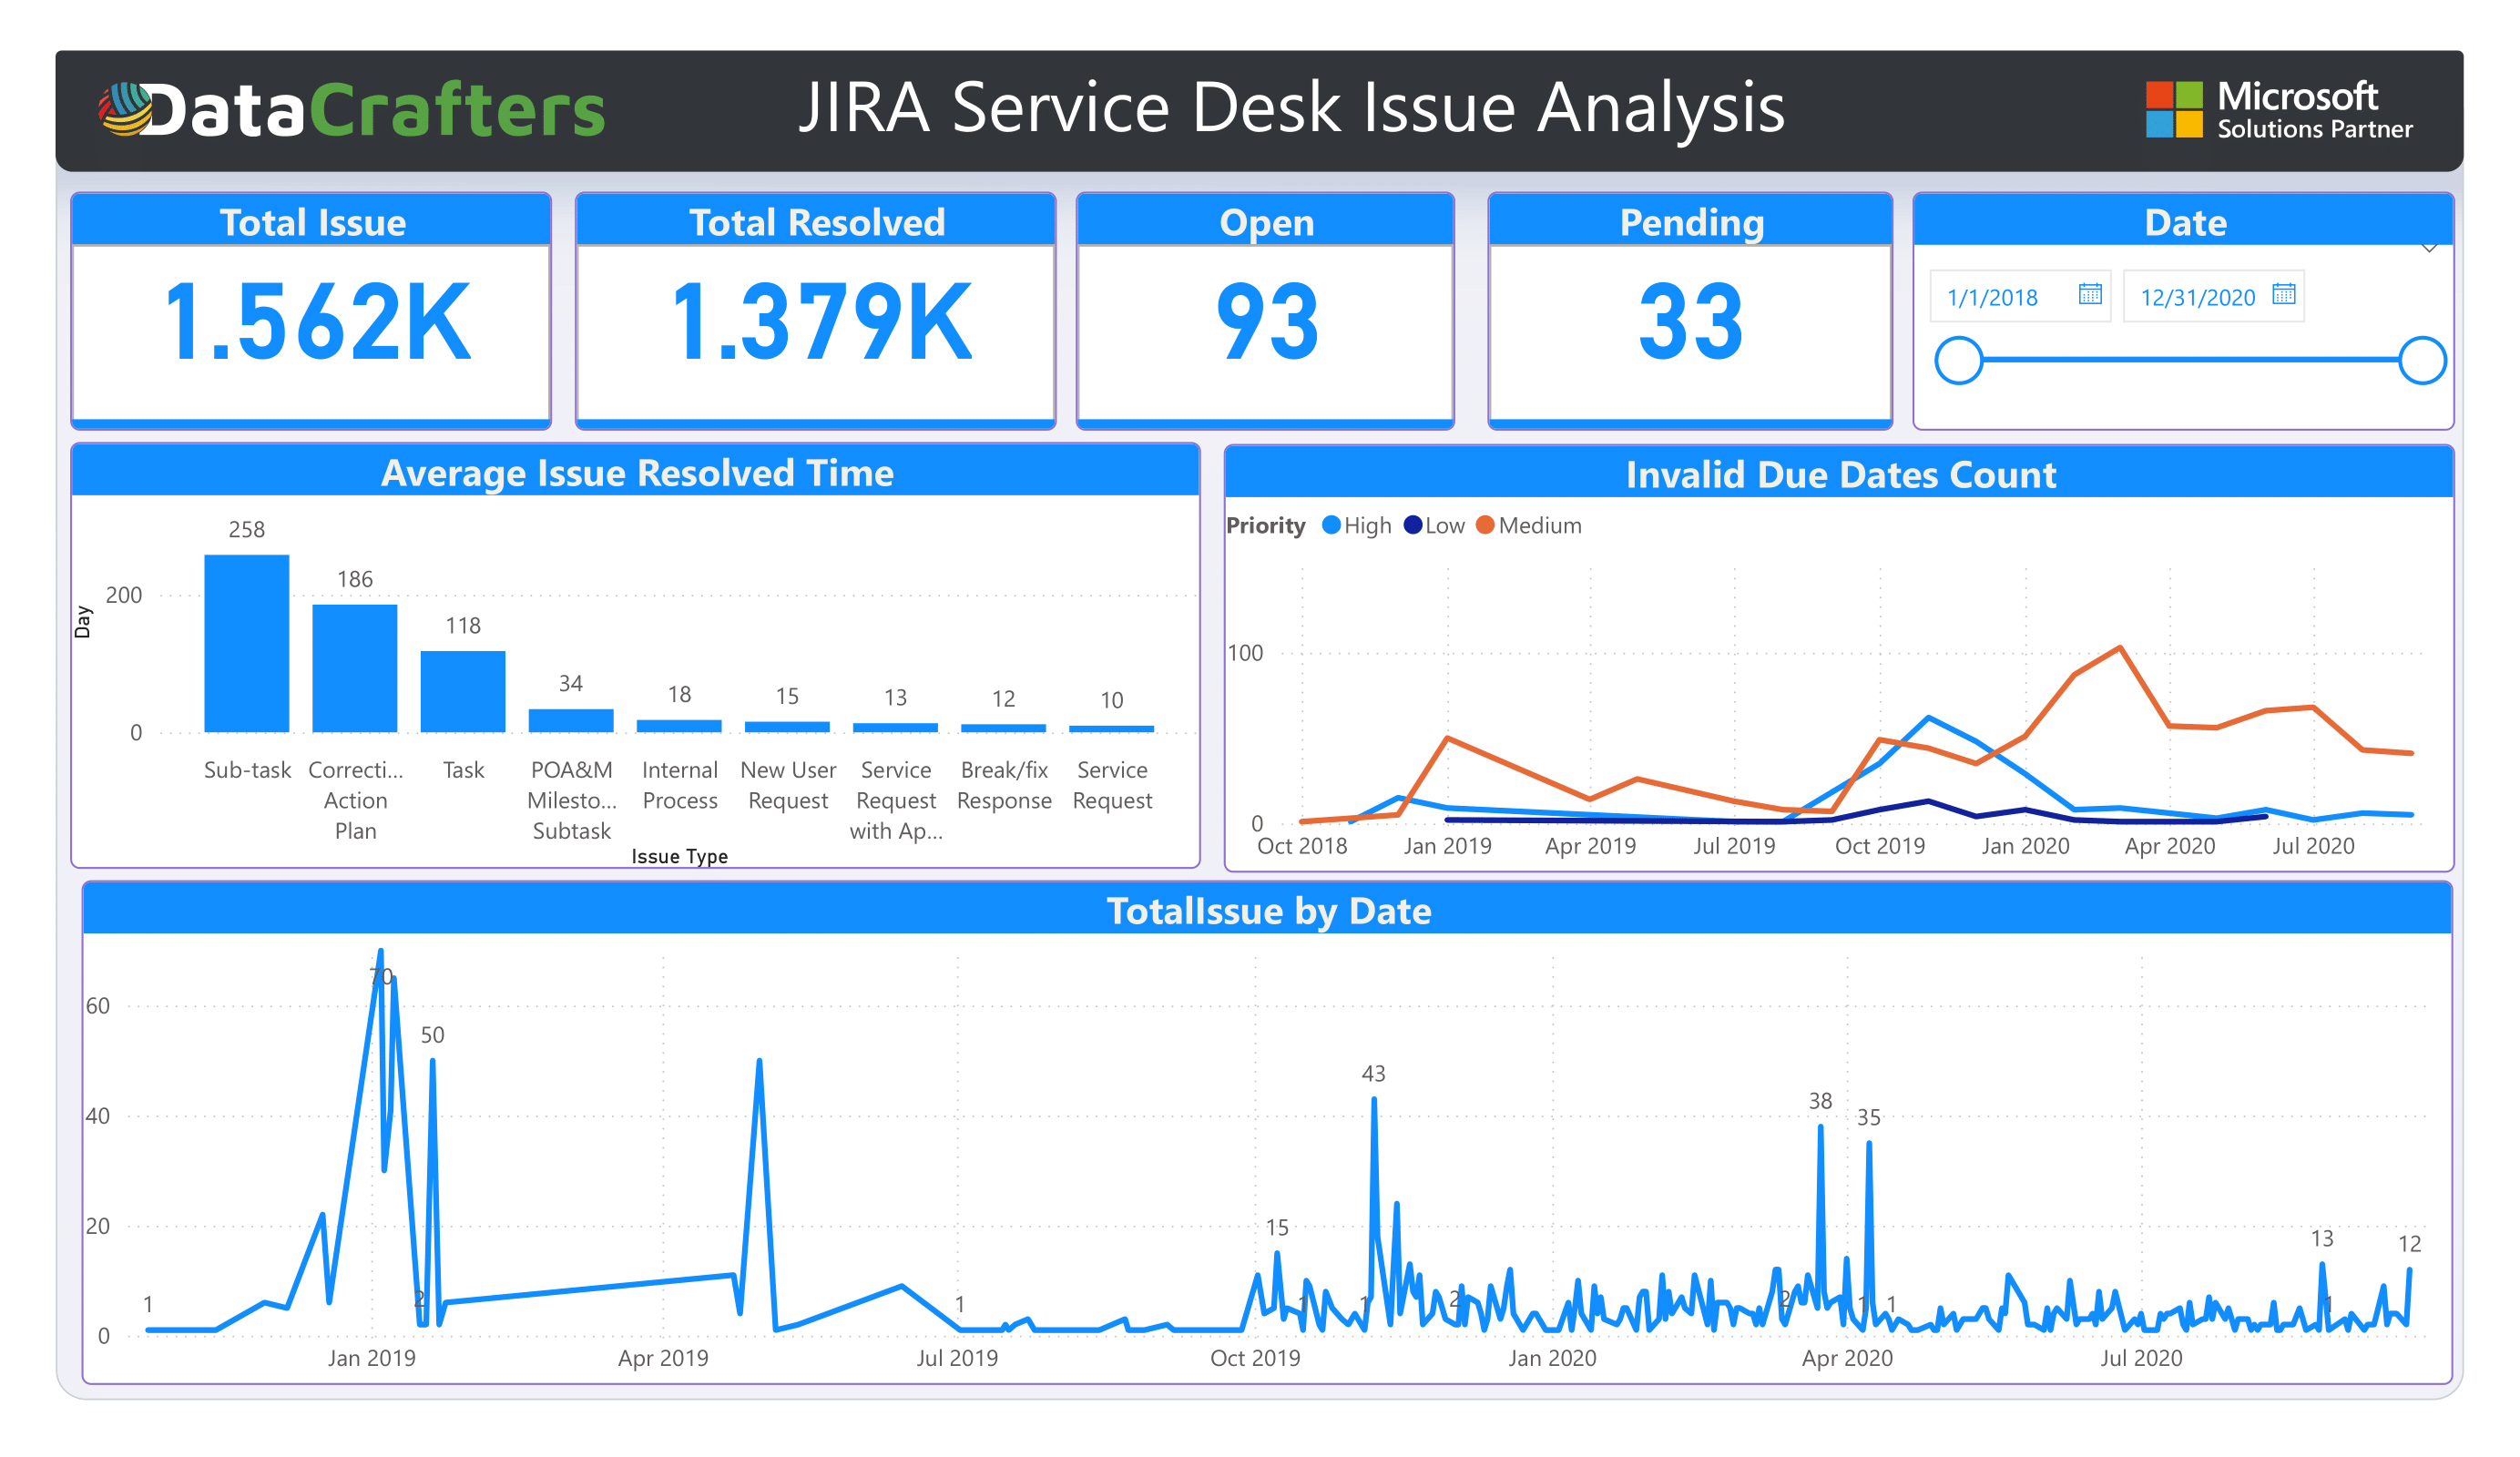 DataCrafters
JIRA Service Desk Issue Analysis
Microsoft
Solutions Partner
Total Issue
1.562K
Total Resolved
1.379K
Open
93
Pending
33
Date
1/1/2018
12/31/2020
Average Issue Resolved Time
Day
200
0
258
186
118
34
18
15
13
12
10
Sub-task
Correcti...
Action
Plan
Task
POA&M
Milesto...
Subtask
Internal
Process
New User
Request
Service
Request
with Ap...
Break/fix
Response
Service
Request
Issue Type
Invalid Due Dates Count
Priority High Low Medium
100
0
Oct 2018
Jan 2019
Apr 2019
Jul 2019
Oct 2019
Jan 2020
Apr 2020
Jul 2020
TotalIssue by Date
60
40
20
0
1
70
2
50
1
15
1
1
43
2
2
38
1
35
1
13
1
12
Jan 2019
Apr 2019
Jul 2019
Oct 2019
Jan 2020
Apr 2020
Jul 2020